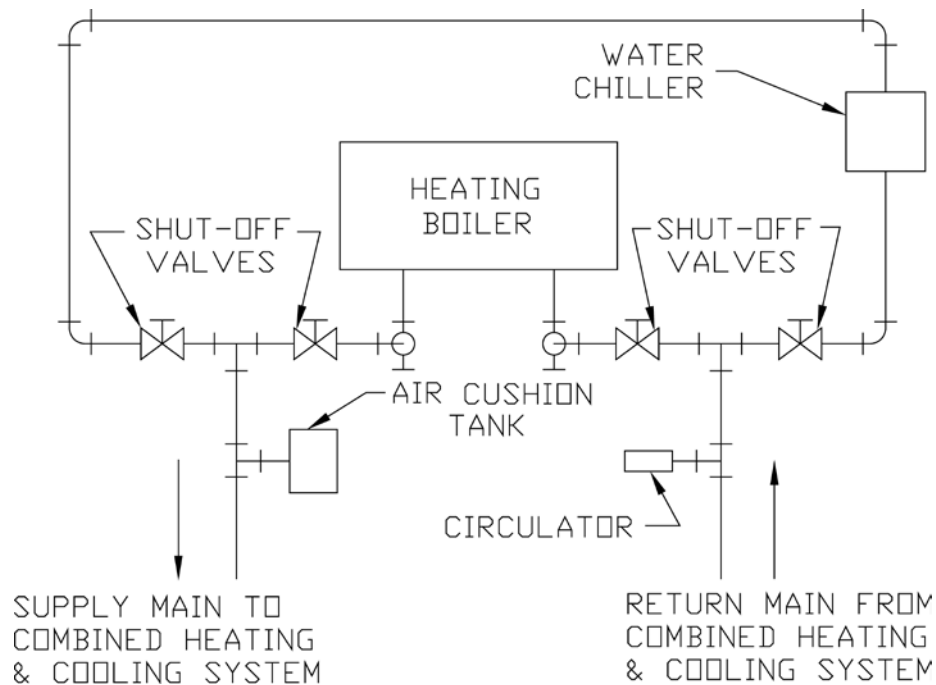 WATER
CHILLER
HEATING
BOILER
SHUT-OFF
VALVES
SHUT-OFF
VALVES
AIR CUSHION
TANK
CIRCULATOR
SUPPLY MAIN TO
COMBINED HEATING
& COOLING SYSTEM
RETURN MAIN FROM
COMBINED HEATING
& COOLING SYSTEM